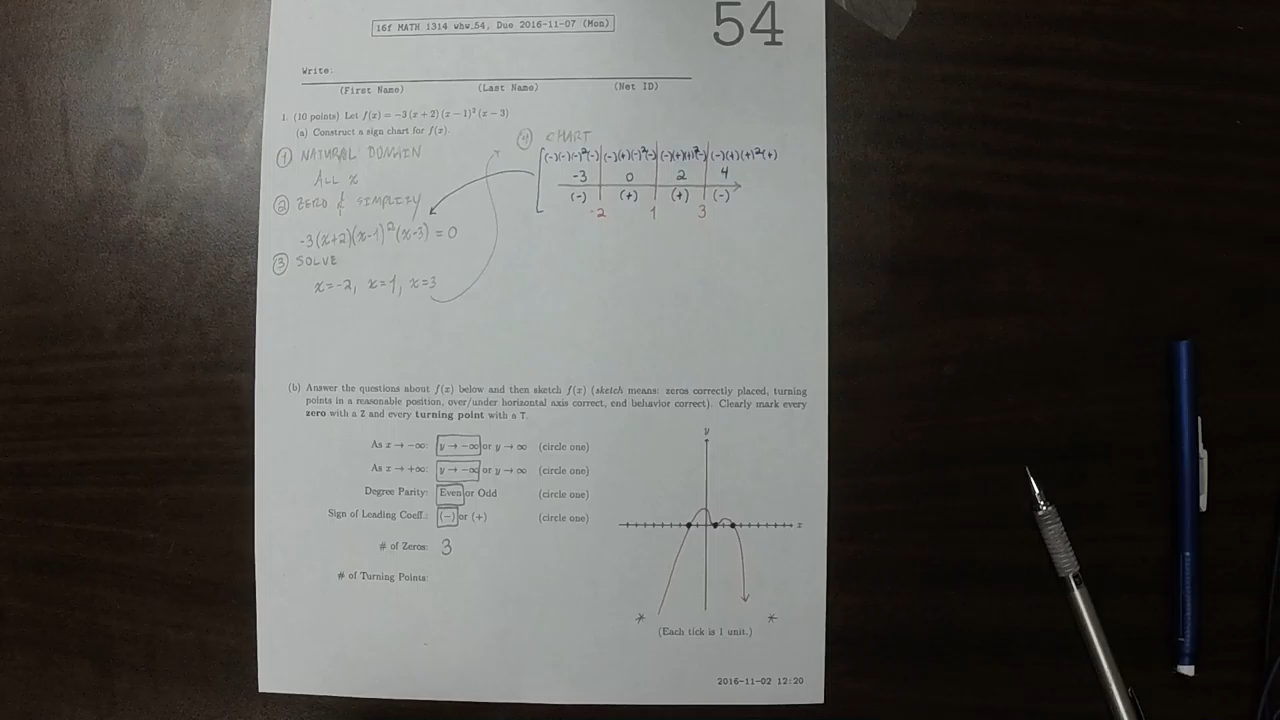 16f MATH 1314 whw_54, Due 2016-11-07 (Mon)
54
Write:
(First Name) (Last Name) (Net ID)
1. (10 points) Let f(x) = −3(x + 2)(x − 1)²(x − 3)
(a) Construct a sign chart for f(x).
① NATURAL DOMAIN
ALL x
② ZERO & SIMPLIFY
-3(x+2)(x-1)²(x-3) = 0
③ SOLVE
x=-2, x=1, x=3
④ CHART
(-)(-)(-)²(-) (-)(+)(-)²(-) (-)(+)(+)²(-) (-)(+)(+)²(+)
-3 0 2 4
(-) (+) (+) (-)
-2 1 3
(b) Answer the questions about f(x) below and then sketch f(x) (sketch means: zeros correctly placed, turning
points in a reasonable position, over/under horizontal axis correct, end behavior correct). Clearly mark every
zero with a Z and every turning point with a T.
As x → −∞: y → −∞ or y → ∞ (circle one)
As x → +∞: y → −∞ or y → ∞ (circle one)
Degree Parity: Even or Odd (circle one)
Sign of Leading Coeff.: (−) or (+) (circle one)
# of Zeros: 3
# of Turning Points:
y
x
(Each tick is 1 unit.)
2016-11-02 12:20